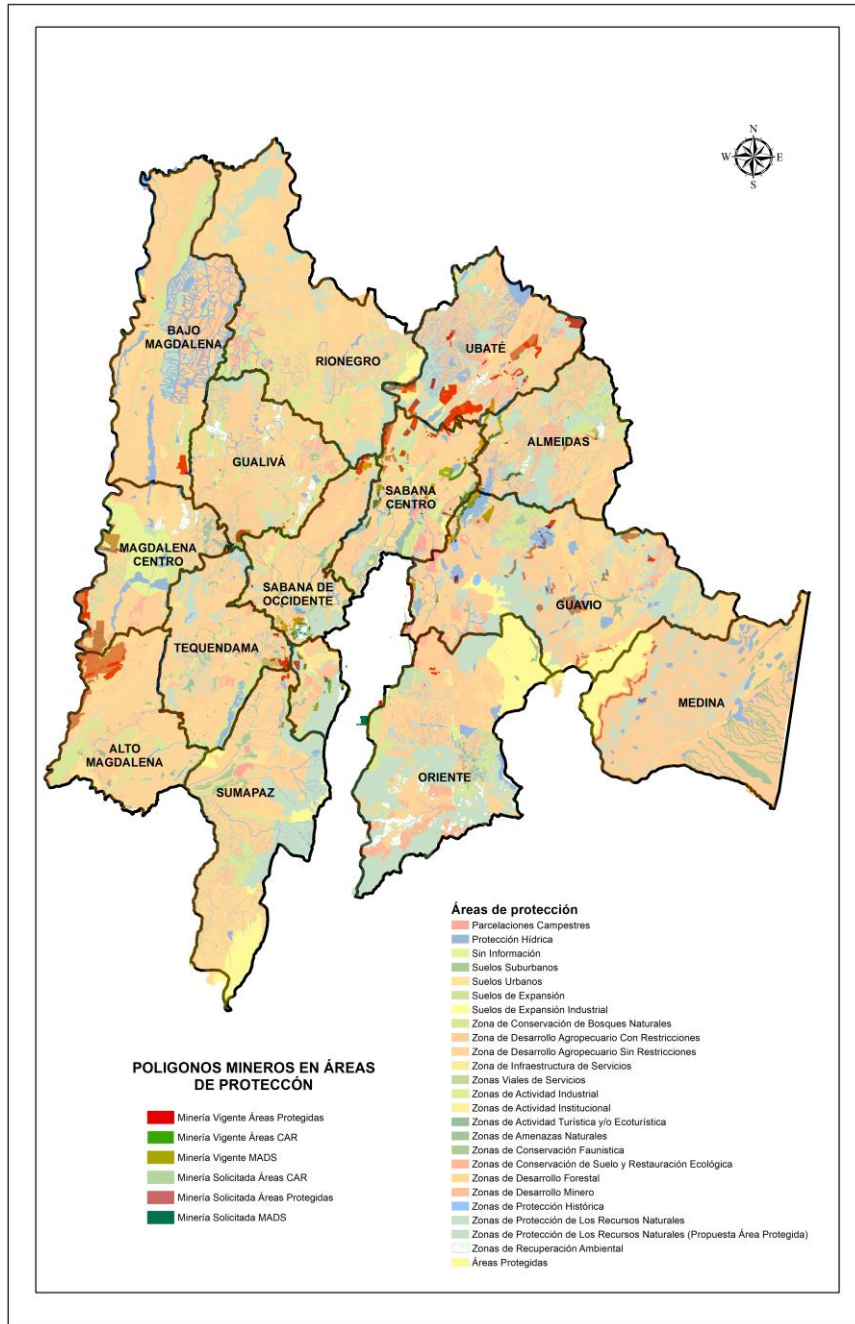 N
W E
S
BAJO
MAGDALENA
RIONEGRO
UBATÉ
GUALIVÁ
ALMEIDAS
SABANA
CENTRO
MAGDALENA
CENTRO
SABANA DE
OCCIDENTE
GUAVIO
TEQUENDAMA
MEDINA
ALTO
MAGDALENA
SUMAPAZ
ORIENTE
POLIGONOS MINEROS EN ÁREAS
DE PROTECCÓN
Minería Vigente Áreas Protegidas
Minería Vigente Áreas CAR
Minería Vigente MADS
Minería Solicitada Áreas CAR
Minería Solicitada Áreas Protegidas
Minería Solicitada MADS
Áreas de protección
Parcelaciones Campestres
Protección Hídrica
Sin Información
Suelos Suburbanos
Suelos Urbanos
Suelos de Expansión
Suelos de Expansión Industrial
Zona de Conservación de Bosques Naturales
Zona de Desarrollo Agropecuario Con Restricciones
Zona de Desarrollo Agropecuario Sin Restricciones
Zona de Infraestructura de Servicios
Zonas Viales de Servicios
Zonas de Actividad Industrial
Zonas de Actividad Institucional
Zonas de Actividad Turística y/o Ecoturística
Zonas de Amenazas Naturales
Zonas de Conservación Faunistica
Zonas de Conservación de Suelo y Restauración Ecológica
Zonas de Desarrollo Forestal
Zonas de Desarrollo Minero
Zonas de Protección Histórica
Zonas de Protección de Los Recursos Naturales
Zonas de Protección de Los Recursos Naturales (Propuesta Área Protegida)
Zonas de Recuperación Ambiental
Áreas Protegidas